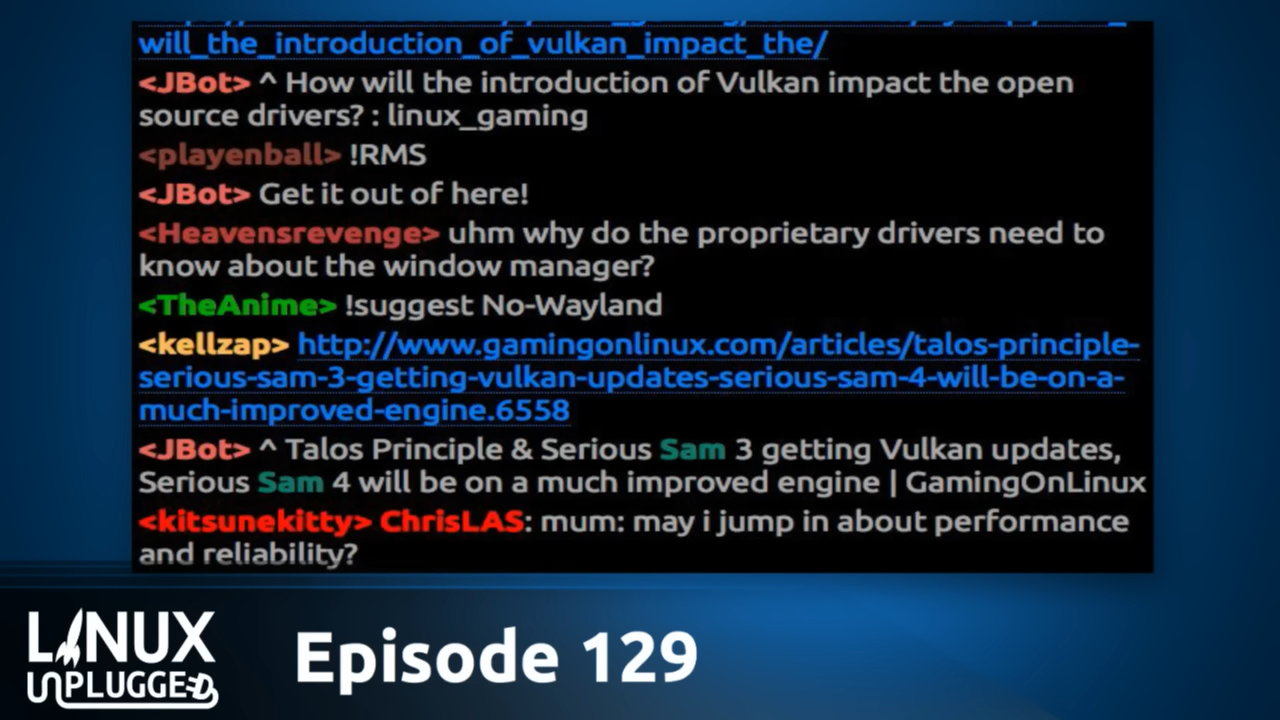 will_the_introduction_of_vulkan_impact_the/
<JBot> ^ How will the introduction of Vulkan impact the open
source drivers? : linux_gaming
<playenball> !RMS
<JBot> Get it out of here!
<Heavensrevenge> uhm why do the proprietary drivers need to
know about the window manager?
<TheAnime> !suggest No-Wayland
<kellzap> http://www.gamingonlinux.com/articles/talos-principle-
serious-sam-3-getting-vulkan-updates-serious-sam-4-will-be-on-a-
much-improved-engine.6558
<JBot> ^ Talos Principle & Serious Sam 3 getting Vulkan updates,
Serious Sam 4 will be on a much improved engine | GamingOnLinux
<kitsunekitty> ChrisLAS: mum: may i jump in about performance
and reliability?
LINUX
UNPLUGGED
Episode 129